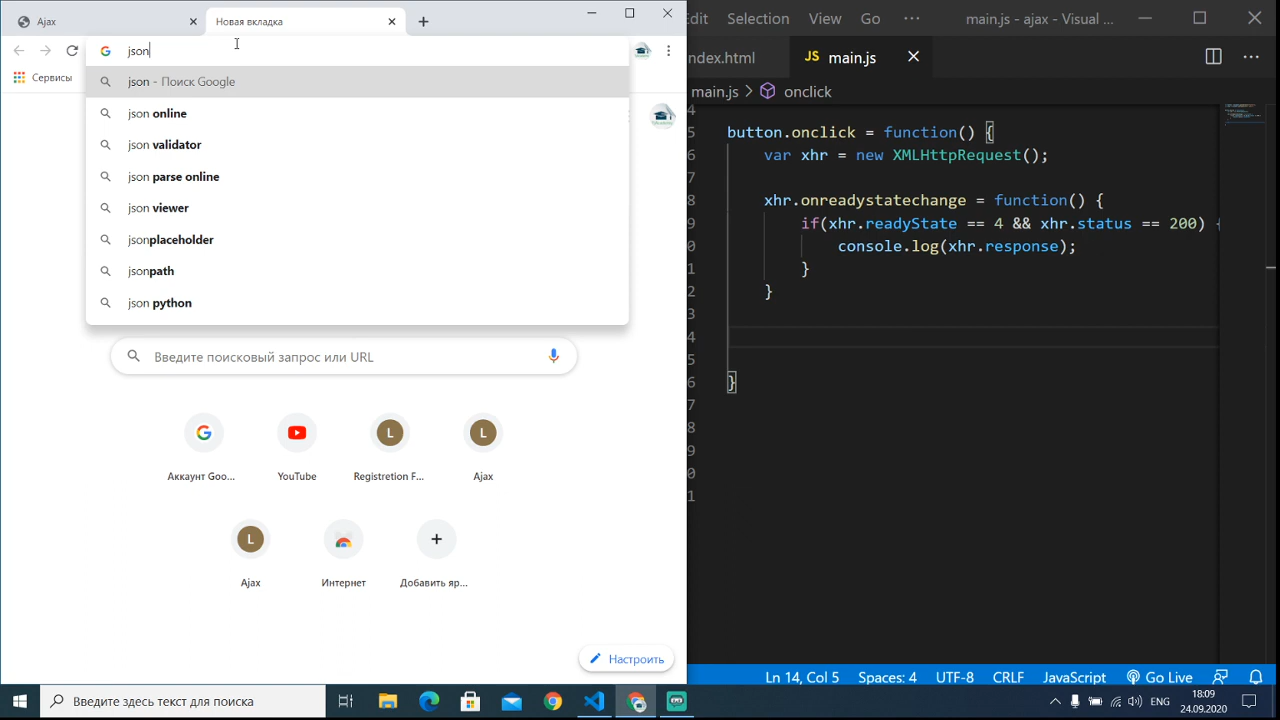 Ajax
Новая вкладка
json
Сервисы
json - Поиск Google
json online
json validator
json parse online
json viewer
jsonplaceholder
jsonpath
json python
Введите поисковый запрос или URL
Аккаунт Goo...
YouTube
Registretion F...
Ajax
L
L
L
Ajax
Интернет
Добавить яр...
Настроить
Введите здесь текст для поиска
dit Selection View Go ··· main.js - ajax - Visual ...
ndex.html
JS main.js
main.js > onclick
4
5 button.onclick = function() {
6 var xhr = new XMLHttpRequest();
7
8 xhr.onreadystatechange = function() {
9 if(xhr.readyState == 4 && xhr.status == 200) {
0 console.log(xhr.response);
1 }
2 }
3
4
5
6 }
7
8
9
0
1
Ln 14, Col 5 Spaces: 4 UTF-8 CRLF JavaScript Go Live
ENG
18:09
24.09.2020